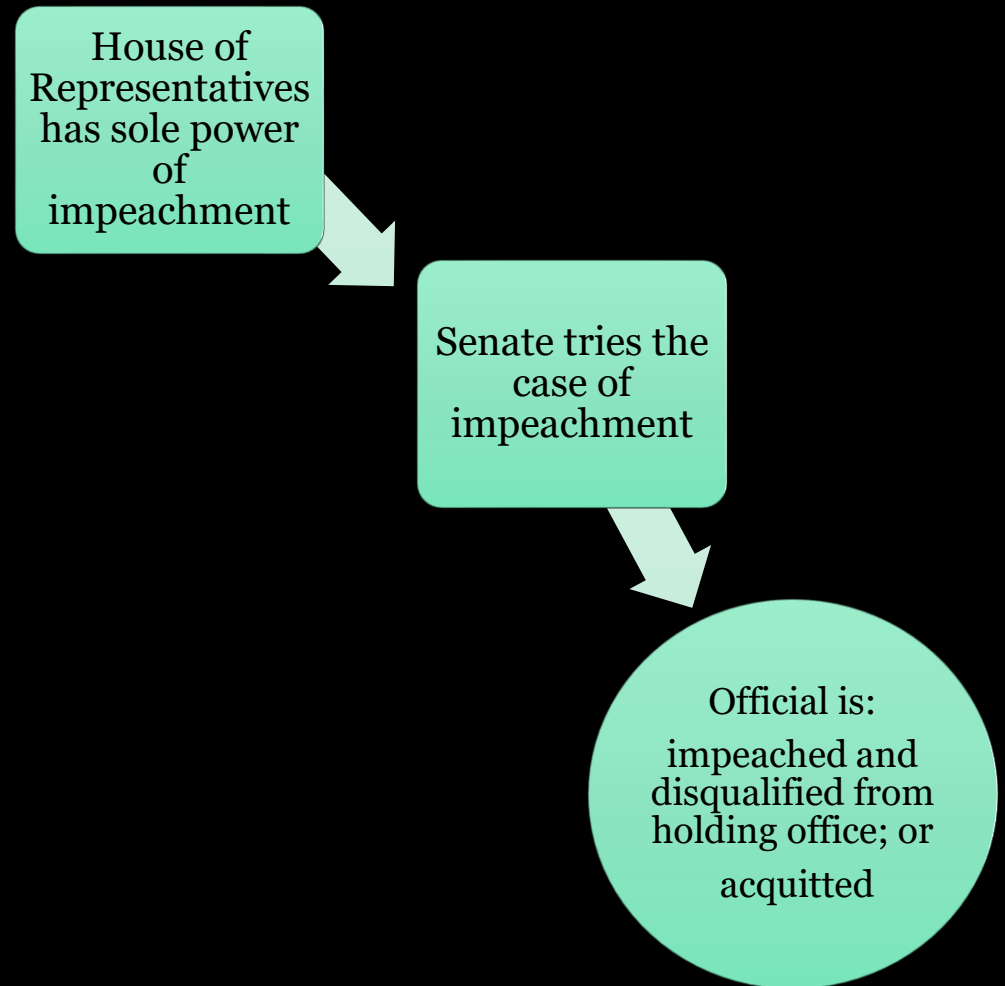 House of
Representatives
has sole power
of
impeachment
Senate tries the
case of
impeachment
Official is:
impeached and
disqualified from
holding office; or
acquitted